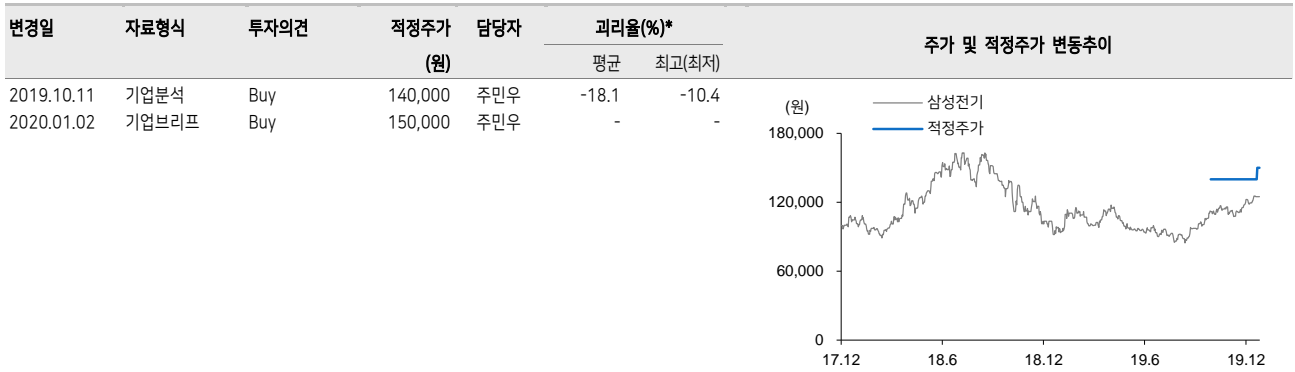 변경일 자료형식 투자의견 적정주가 담당자 괴리율(%)* 주가 및 적정주가 변동추이
(원) 평균 최고(최저)
2019.10.11 기업분석 Buy 140,000 주민우 -18.1 -10.4
2020.01.02 기업브리프 Buy 150,000 주민우 - -
(원) 삼성전기
적정주가
180,000
120,000
60,000
0
17.12 18.6 18.12 19.6 19.12